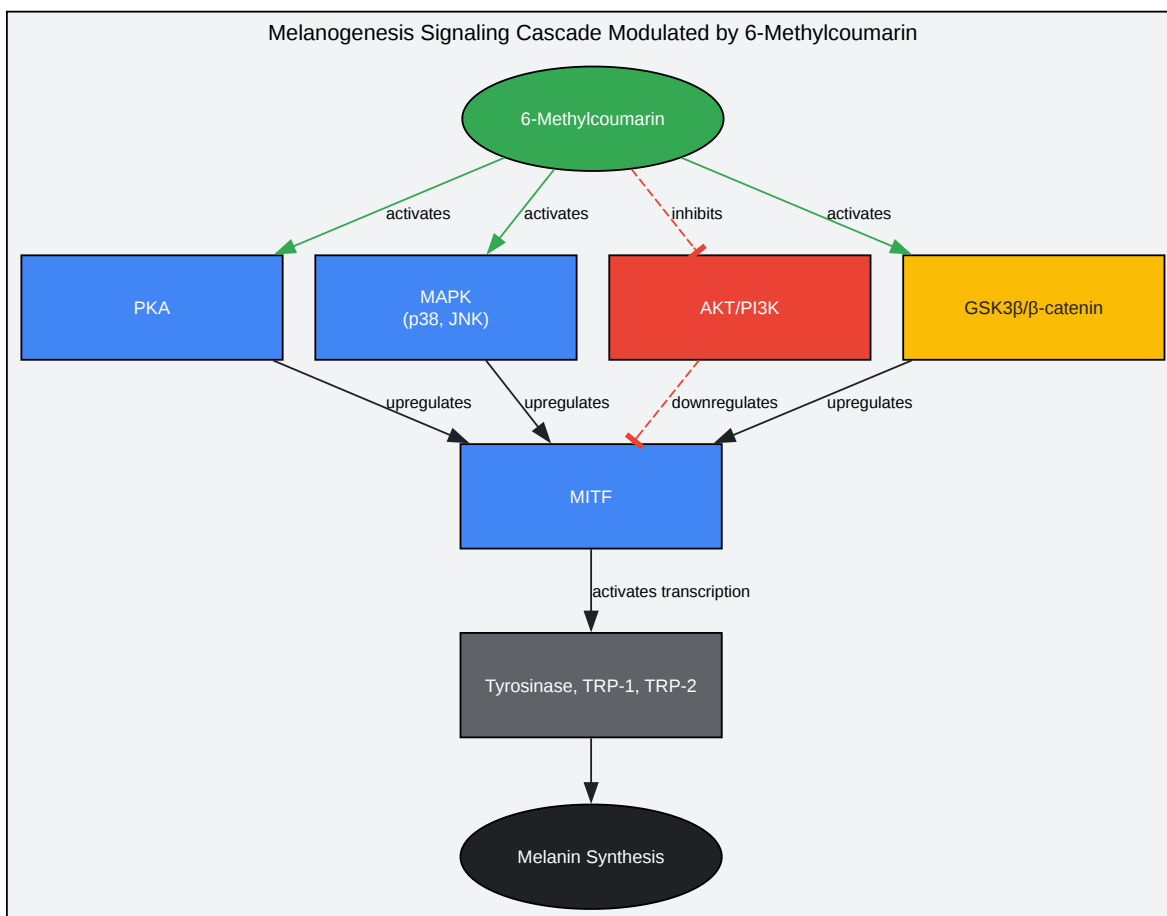 Melanogenesis Signaling Cascade Modulated by 6-Methylcoumarin
6-Methylcoumarin
activates
activates
inhibits
activates
PKA
MAPK
(p38, JNK)
AKT/PI3K
GSK3β/β-catenin
upregulates
upregulates
downregulates
upregulates
MITF
activates transcription
Tyrosinase, TRP-1, TRP-2
Melanin Synthesis